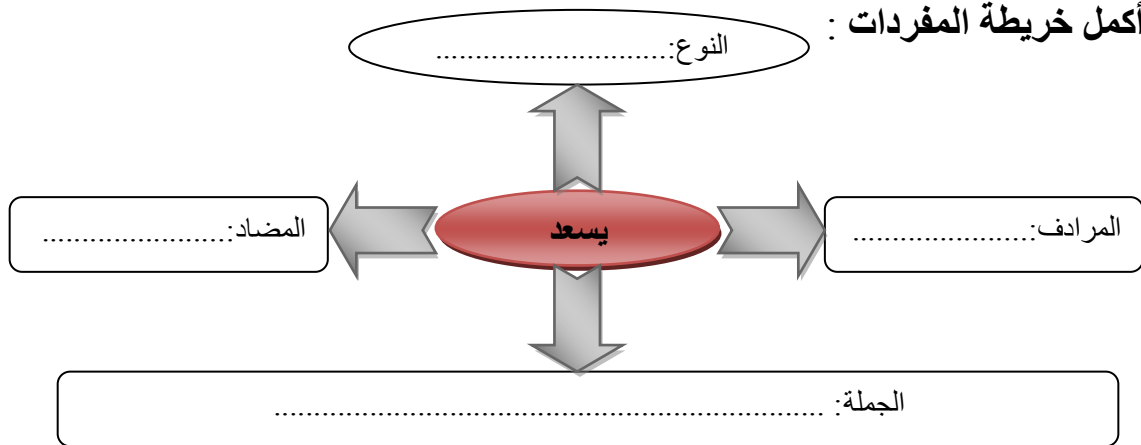 أكمل خريطة المفردات :
النوع:.............................
المرادف:......................
يسعد
المضاد:.......................
الجملة: ...................................................................